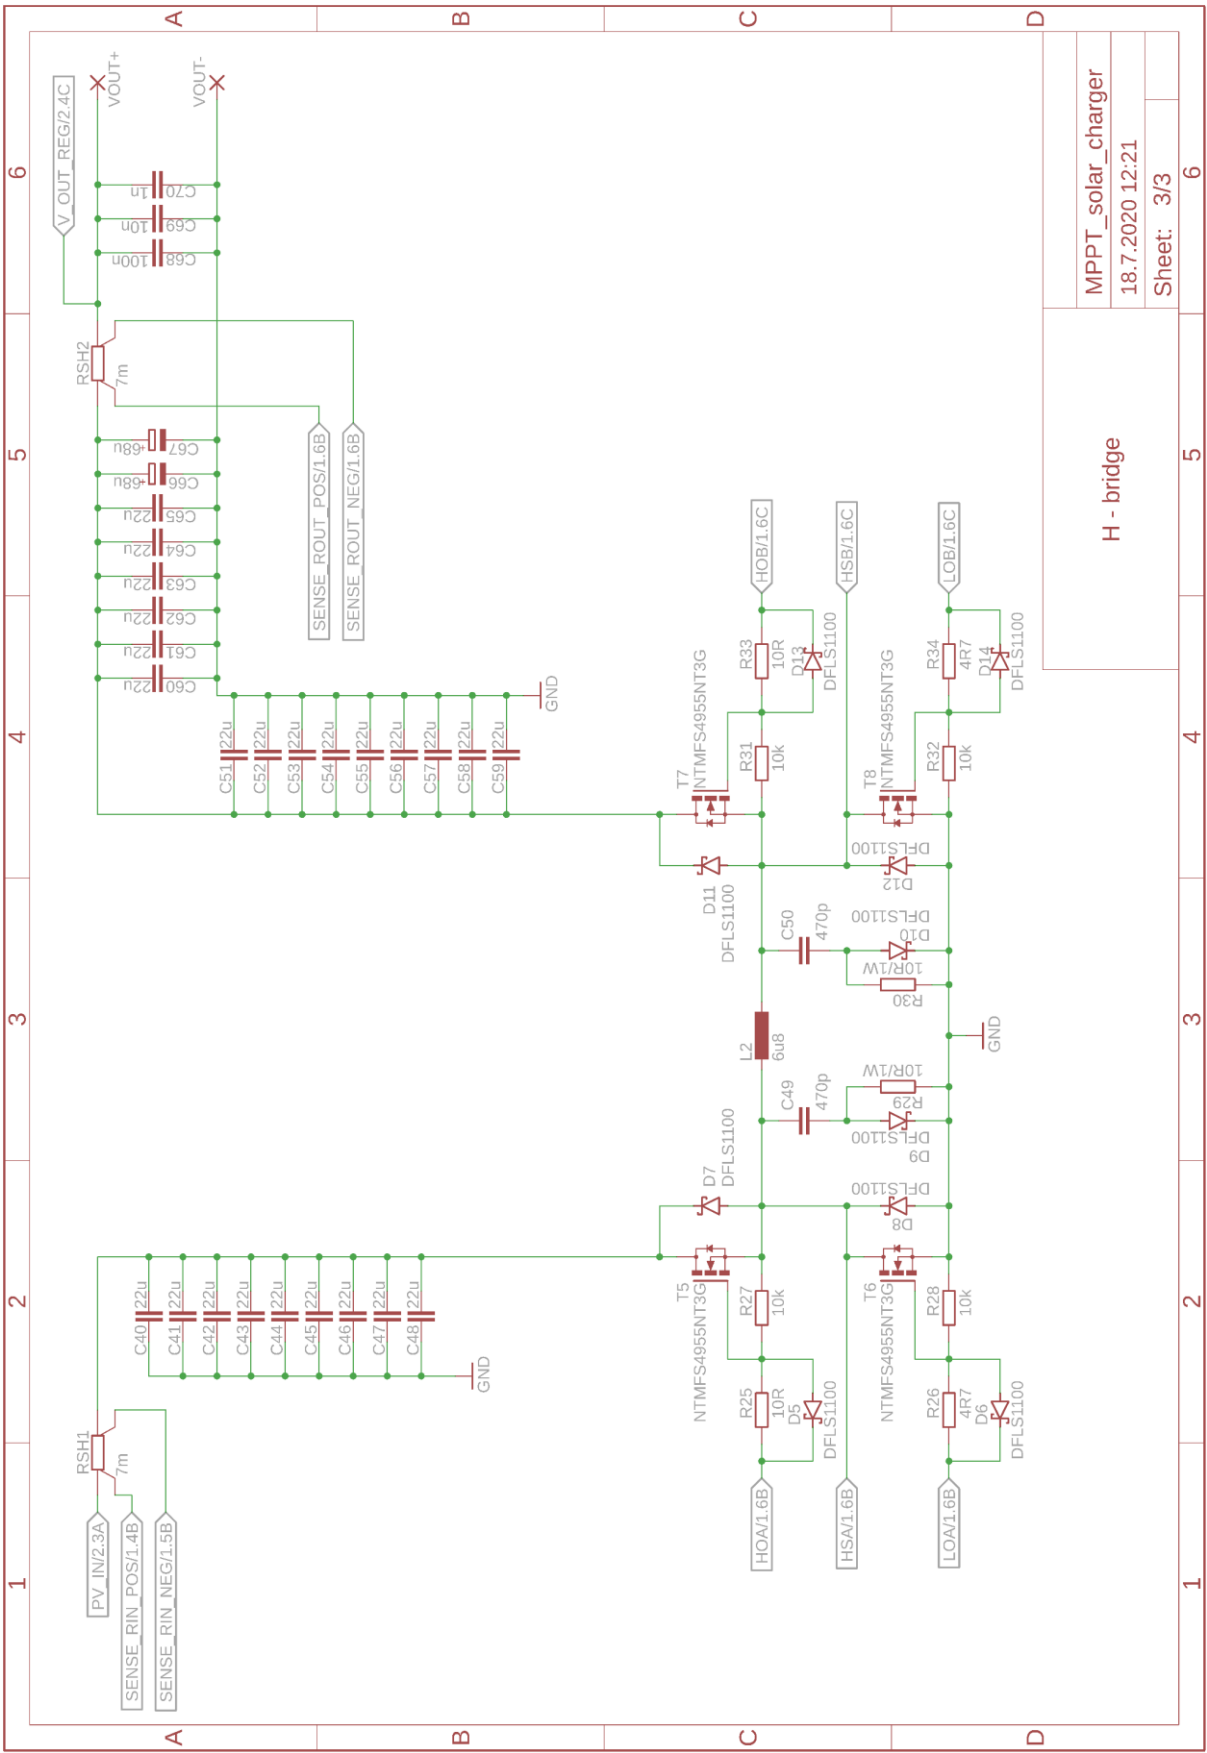 A
B
C
D
6
5
4
3
2
1
V_OUT_REG/2.4C
VOUT+
VOUT-
C70
1n
C69
10n
C68
100n
RSH2
7m
C67
68u
+
C66
68u
+
C65
22u
C64
22u
C63
22u
C62
22u
C61
22u
C60
22u
SENSE_ROUT_POS/1.6B
SENSE_ROUT_NEG/1.6B
C51
22u
C52
22u
C53
22u
C54
22u
C55
22u
C56
22u
C57
22u
C58
22u
C59
22u
GND
HOB/1.6C
HSB/1.6C
LOB/1.6C
R33
10R
D13
DFLS1100
R34
4R7
D14
DFLS1100
T7
NTMFS4955NT3G
R31
10k
T8
NTMFS4955NT3G
R32
10k
D11
DFLS1100
D12
DFLS1100
C50
470p
D10
DFLS1100
R30
10R/1W
L2
6u8
GND
C49
470p
R29
10R/1W
D9
DFLS1100
D7
DFLS1100
D8
DFLS1100
T5
NTMFS4955NT3G
R27
10k
T6
NTMFS4955NT3G
R28
10k
R25
10R
D5
DFLS1100
R26
4R7
D6
DFLS1100
HOA/1.6B
HSA/1.6B
LOA/1.6B
C40
22u
C41
22u
C42
22u
C43
22u
C44
22u
C45
22u
C46
22u
C47
22u
C48
22u
GND
RSH1
7m
PV_IN/2.3A
SENSE_RIN_POS/1.4B
SENSE_RIN_NEG/1.5B
H - bridge
MPPT_solar_charger
18.7.2020 12:21
Sheet: 3/3
6
5
4
3
2
1
A
B
C
D